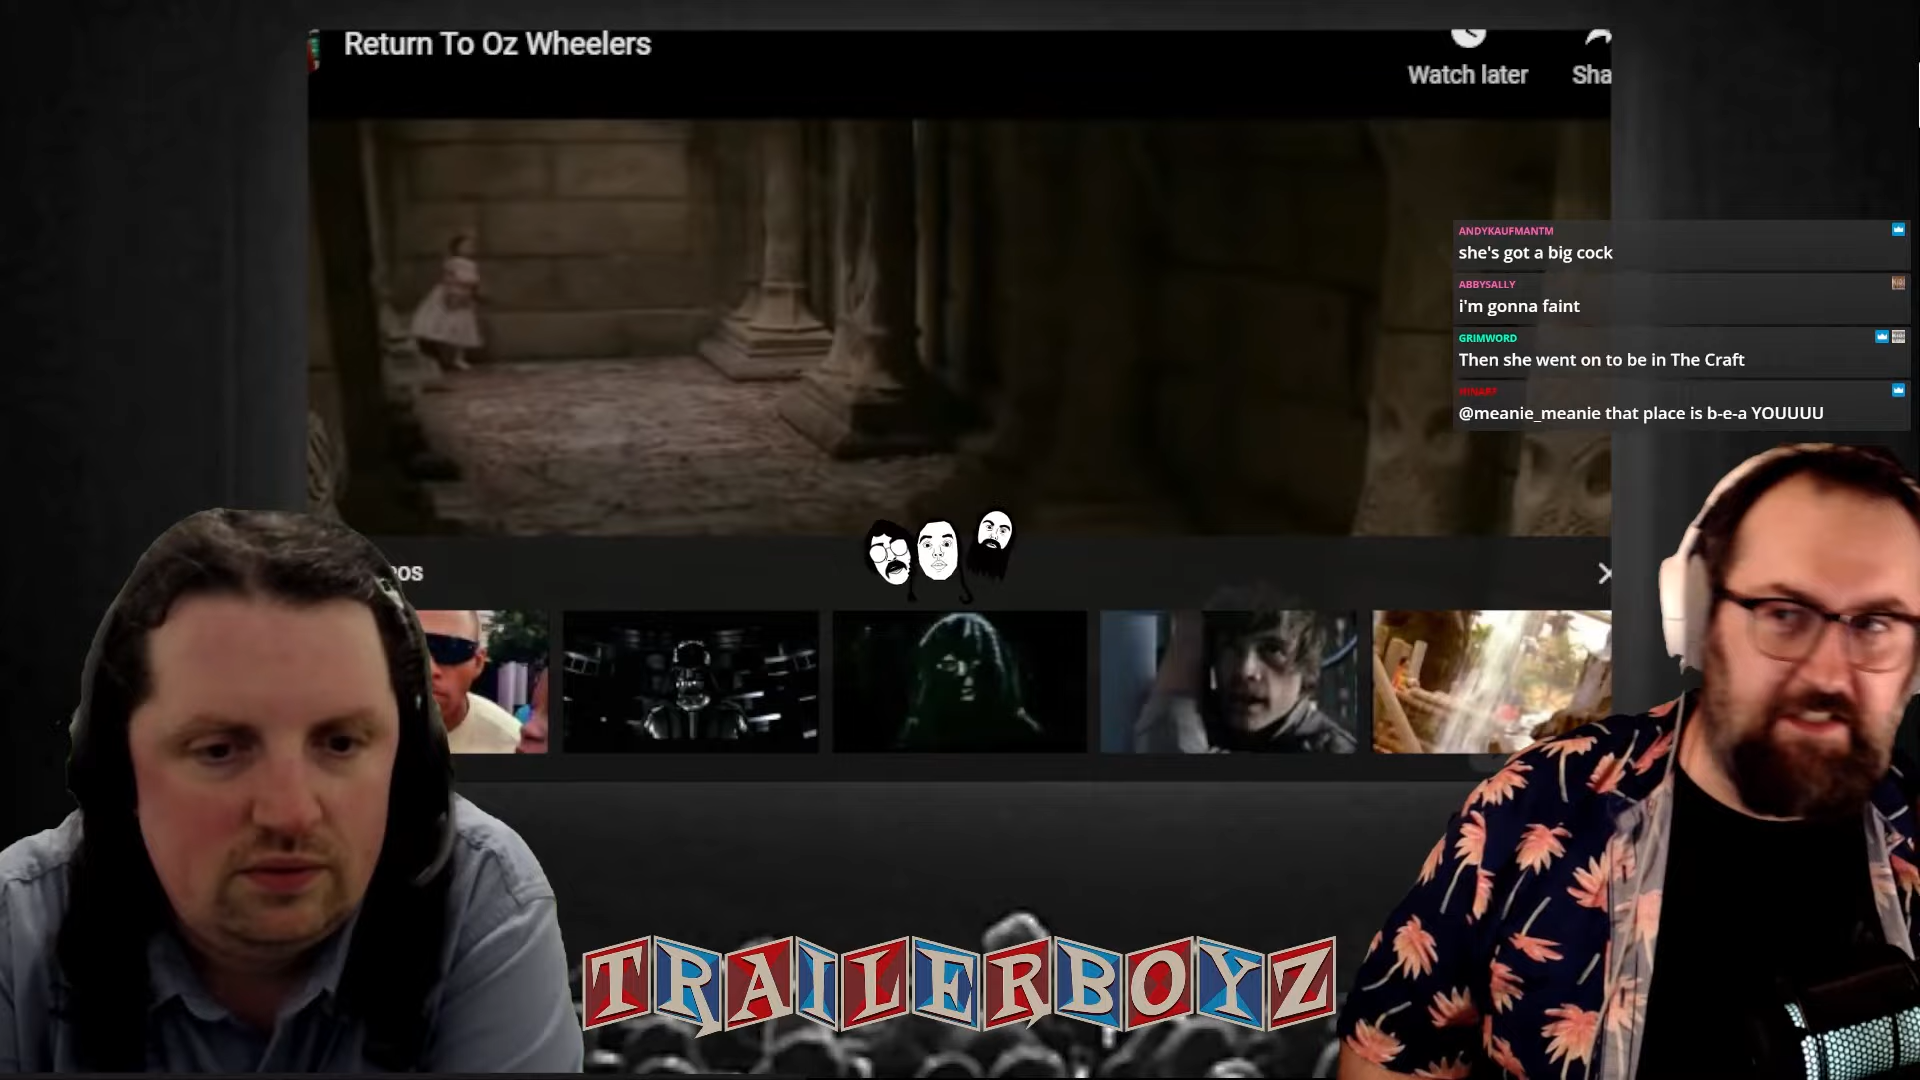 Return To Oz Wheelers
Watch later
Sha
ANDYKAUFMANTM
she's got a big cock
ABBYSALLY
i'm gonna faint
GRIMWORD
Then she went on to be in The Craft
@meanie_meanie that place is b-e-a YOUUUU
TRAILERBOYZ